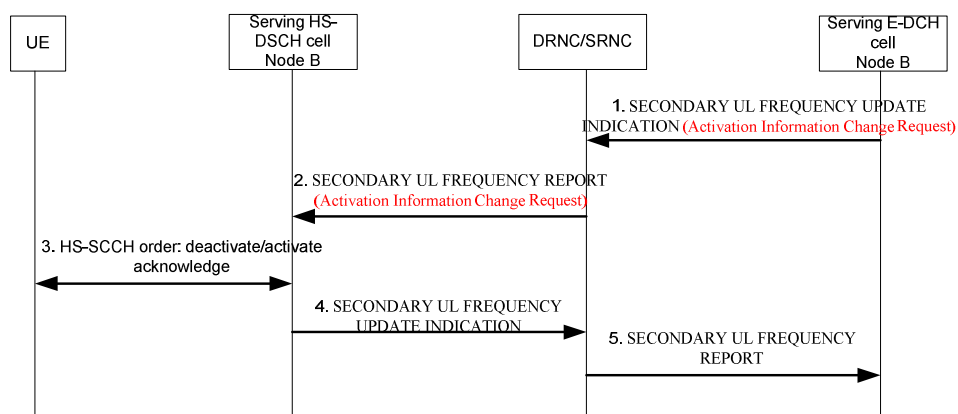 UE
Serving HS-
DSCH cell
Node B
DRNC/SRNC
Serving E-DCH
cell
Node B
1. SECONDARY UL FREQUENCY UPDATE
INDICATION (Activation Information Change Request)
2. SECONDARY UL FREQUENCY REPORT
(Activation Information Change Request)
3. HS-SCCH order: deactivate/activate
acknowledge
4. SECONDARY UL FREQUENCY
UPDATE INDICATION
5. SECONDARY UL FREQUENCY
REPORT